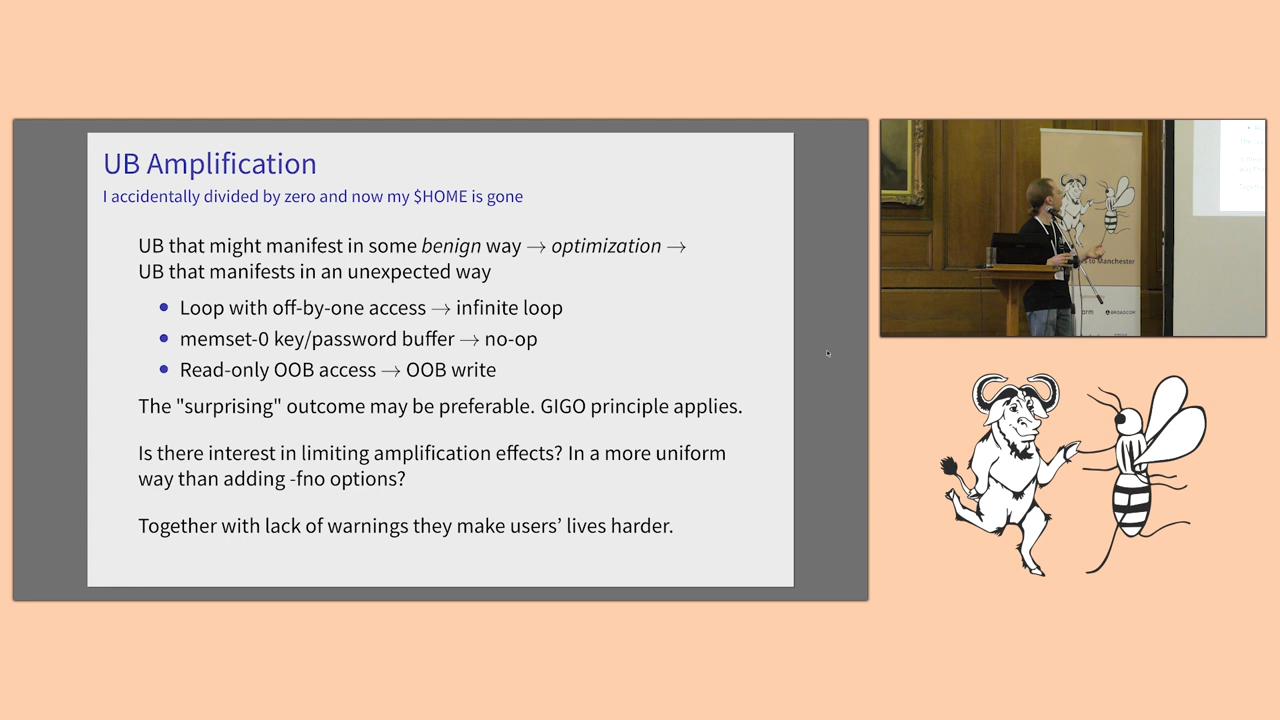 UB Amplification
I accidentally divided by zero and now my $HOME is gone
UB that might manifest in some benign way → optimization →
UB that manifests in an unexpected way
• Loop with off-by-one access → infinite loop
• memset-0 key/password buffer → no-op
• Read-only OOB access → OOB write
The "surprising" outcome may be preferable. GIGO principle applies.
Is there interest in limiting amplification effects? In a more uniform
way than adding -fno options?
Together with lack of warnings they make users’ lives harder.
to Manchester
BROADCOM